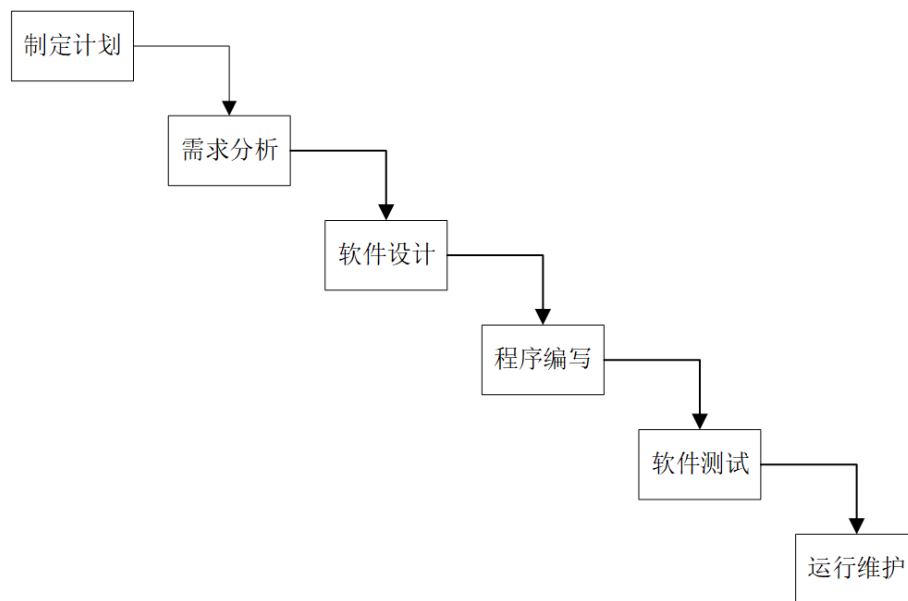 制定计划
需求分析
软件设计
程序编写
软件测试
运行维护